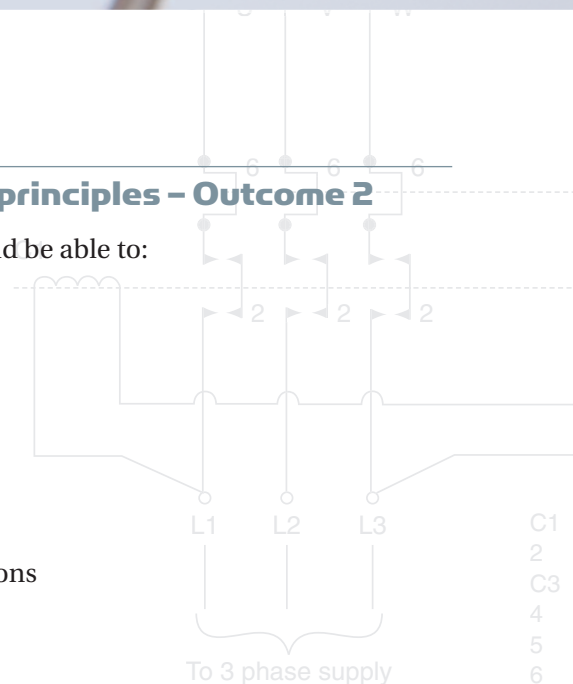 6 6 6
principles – Outcome 2
d be able to:
2 2 2
L1 L2 L3
C1
2
ons
C3
4
5
To 3 phase supply
6